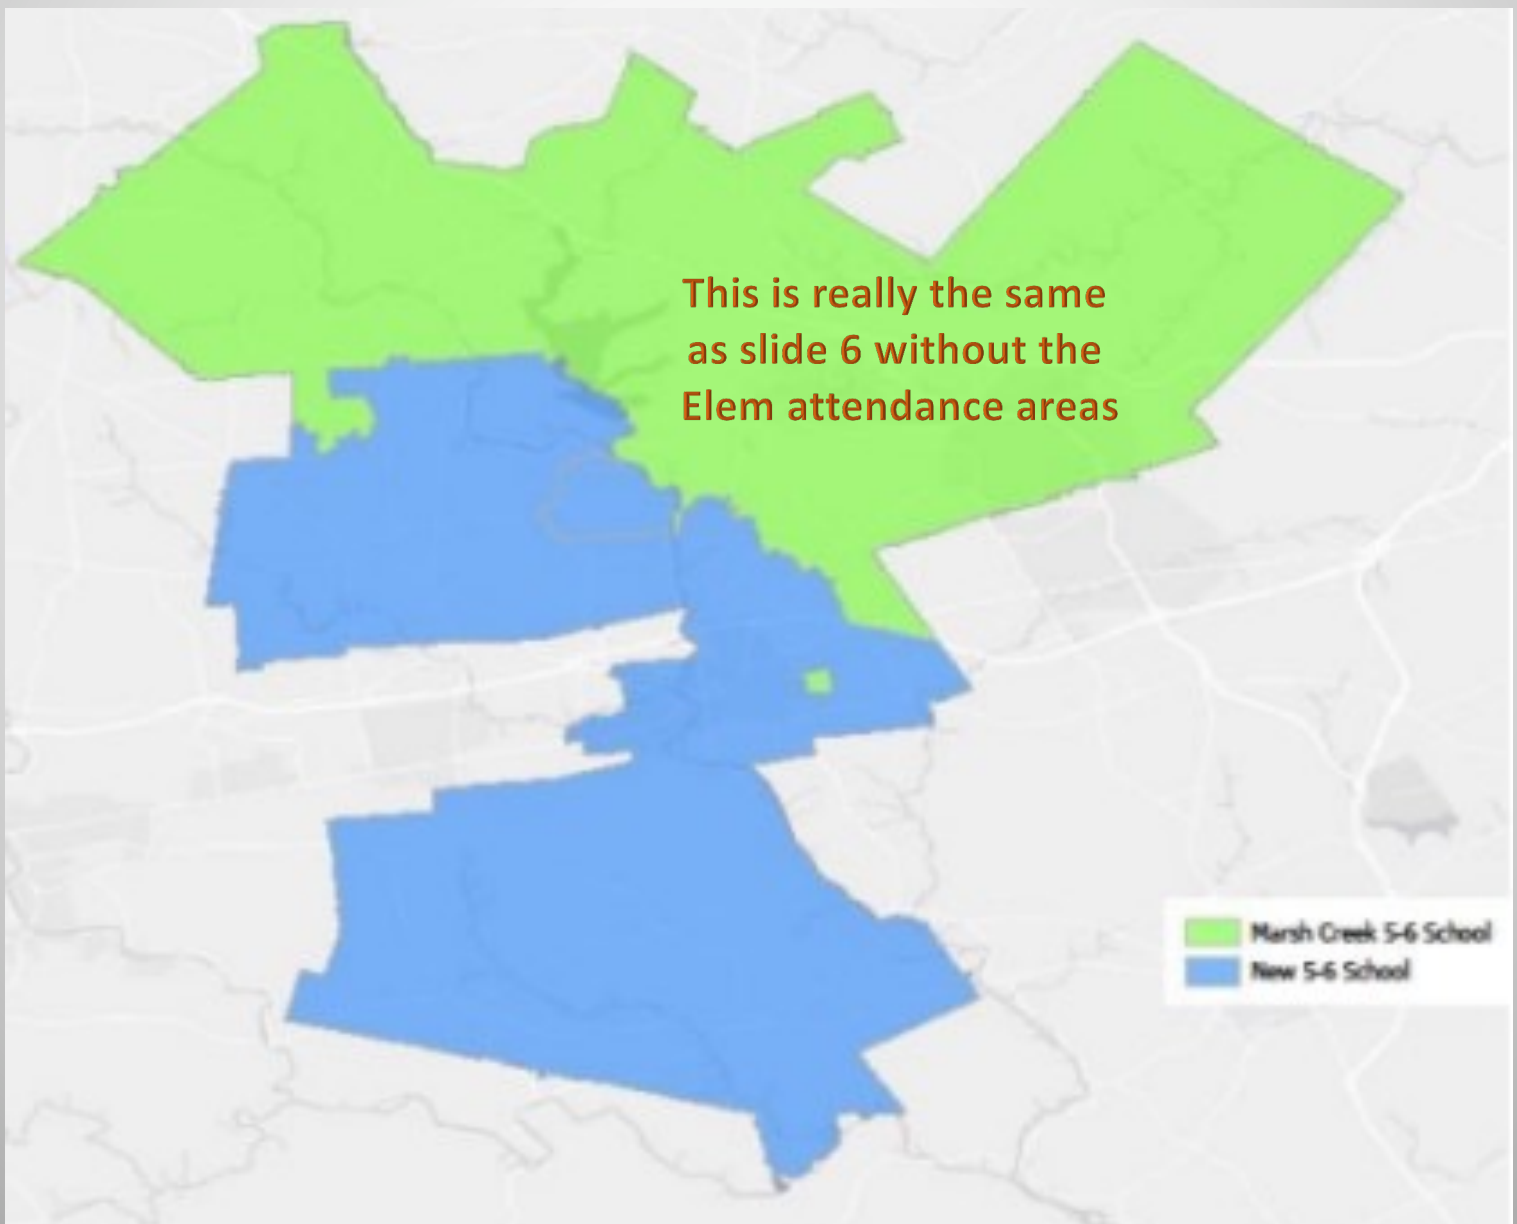 This is really the same
as slide 6 without the
Elem attendance areas
Marsh Creek 5-6 School
New 5-6 School